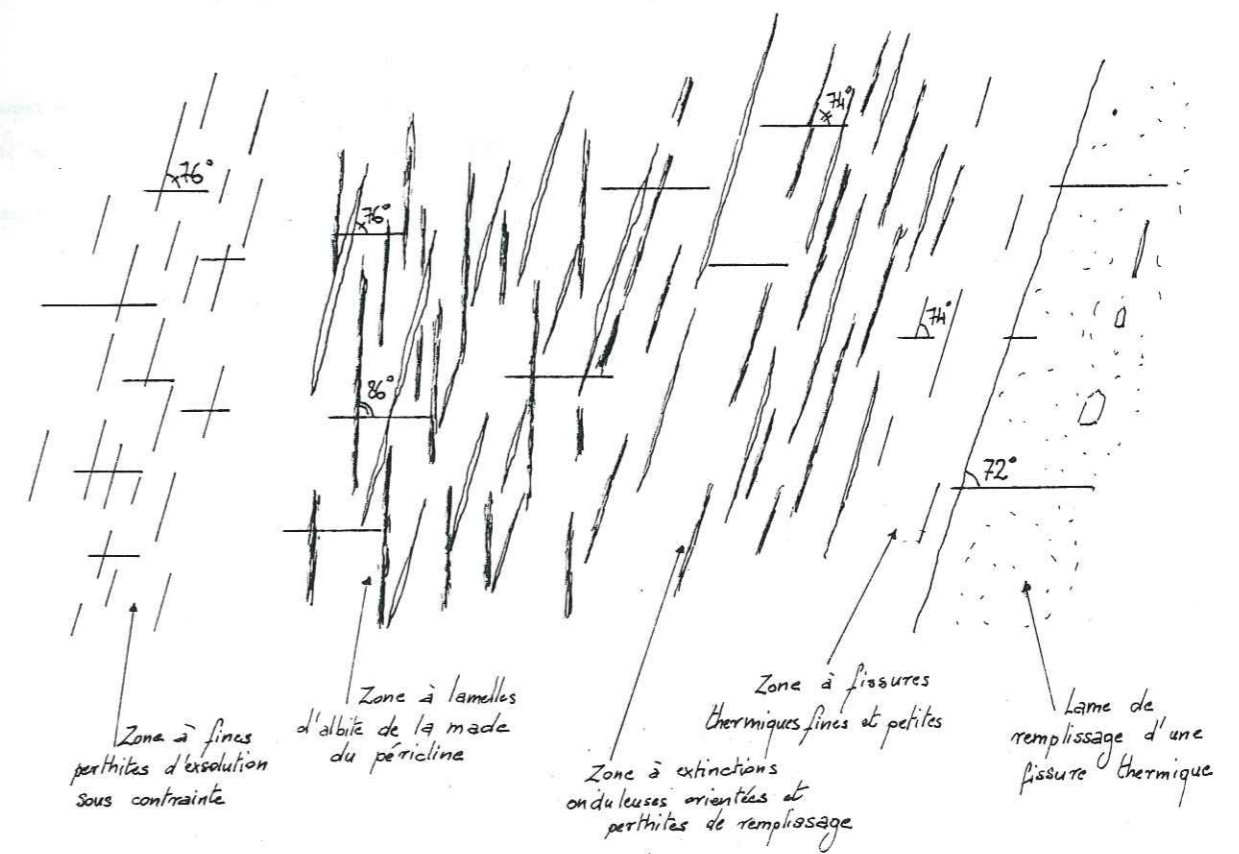 74°
76°
76°
74°
86°
72°
Zone à fines
perthites d'exsolution
sous contrainte
Zone à lamelles
d'albite de la made
du péricline
Zone à extinctions
onduleuses orientées et
perthites de remplissage
Zone à fissures
thermiques fines et petites
Lame de
remplissage d'une
fissure thermique